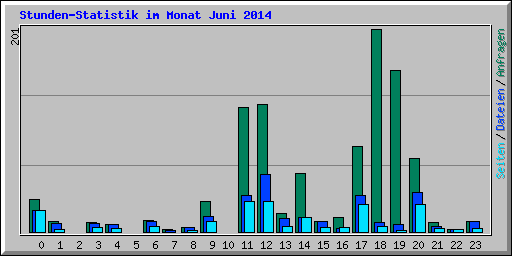 Stunden-Statistik im Monat Juni 2014
201
Seiten / Dateien / Anfragen
0 1 2 3 4 5 6 7 8 9 10 11 12 13 14 15 16 17 18 19 20 21 22 23